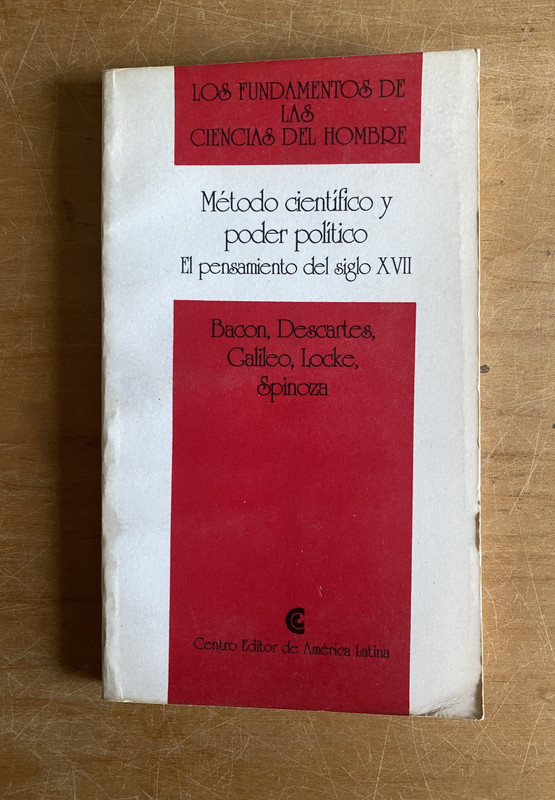 LOS FUNDAMENTOS DE
LAS
CIENCIAS DEL HOMBRE
Método científico y
poder político
El pensamiento del siglo XVII
Bacon, Descartes,
Galileo, Locke,
Spinoza
Centro Editor de América Latina